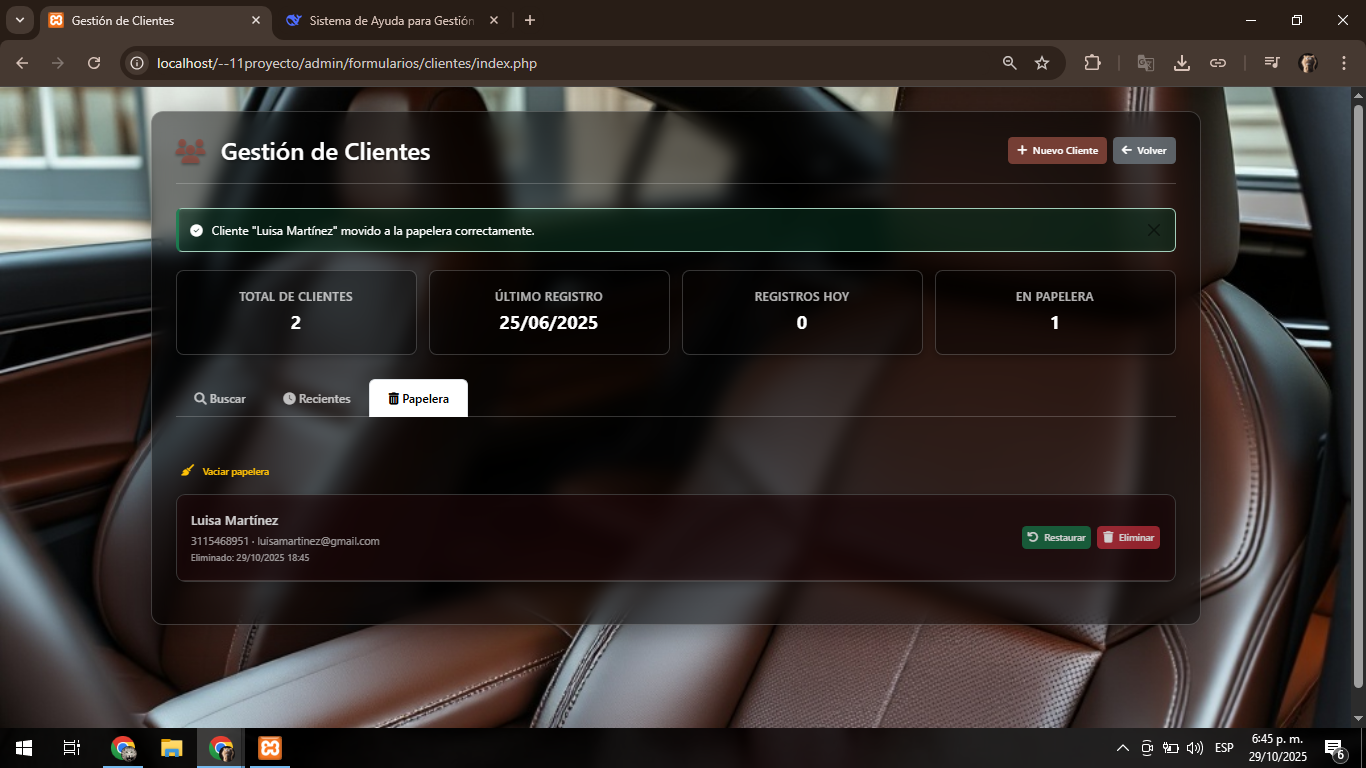 Gestión de Clientes
Sistema de Ayuda para Gestión
localhost/--11proyecto/admin/formularios/clientes/index.php
Gestión de Clientes
Nuevo Cliente
Volver
Cliente "Luisa Martínez" movido a la papelera correctamente.
TOTAL DE CLIENTES
2
ÚLTIMO REGISTRO
25/06/2025
REGISTROS HOY
0
EN PAPELERA
1
Buscar
Recientes
Papelera
Vaciar papelera
Luisa Martínez
3115468951 · luisamartinez@gmail.com
Eliminado: 29/10/2025 18:45
Restaurar
Eliminar
ESP
6:45 p. m.
29/10/2025
6